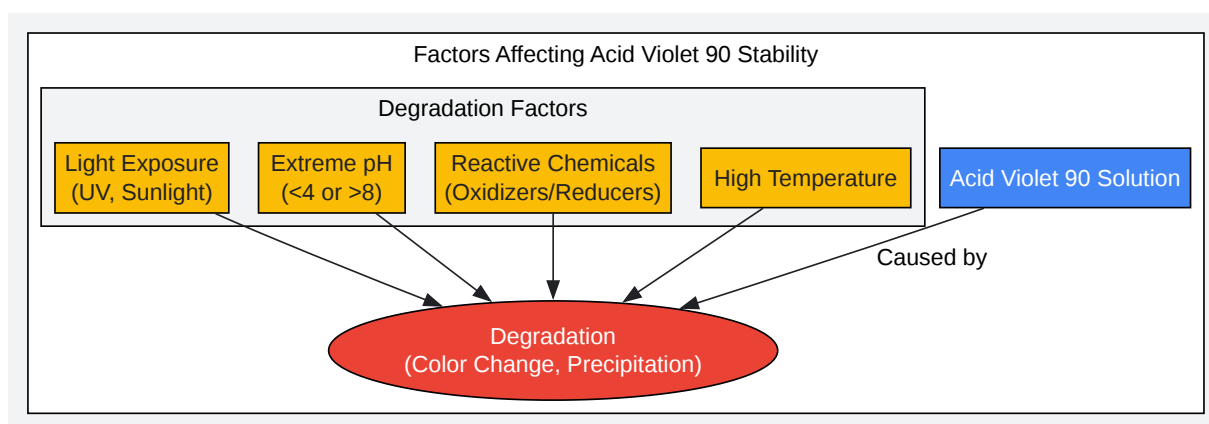 Factors Affecting Acid Violet 90 Stability
Degradation Factors
Light Exposure
(UV, Sunlight)
Extreme pH
(<4 or >8)
Reactive Chemicals
(Oxidizers/Reducers)
High Temperature
Acid Violet 90 Solution
Caused by
Degradation
(Color Change, Precipitation)